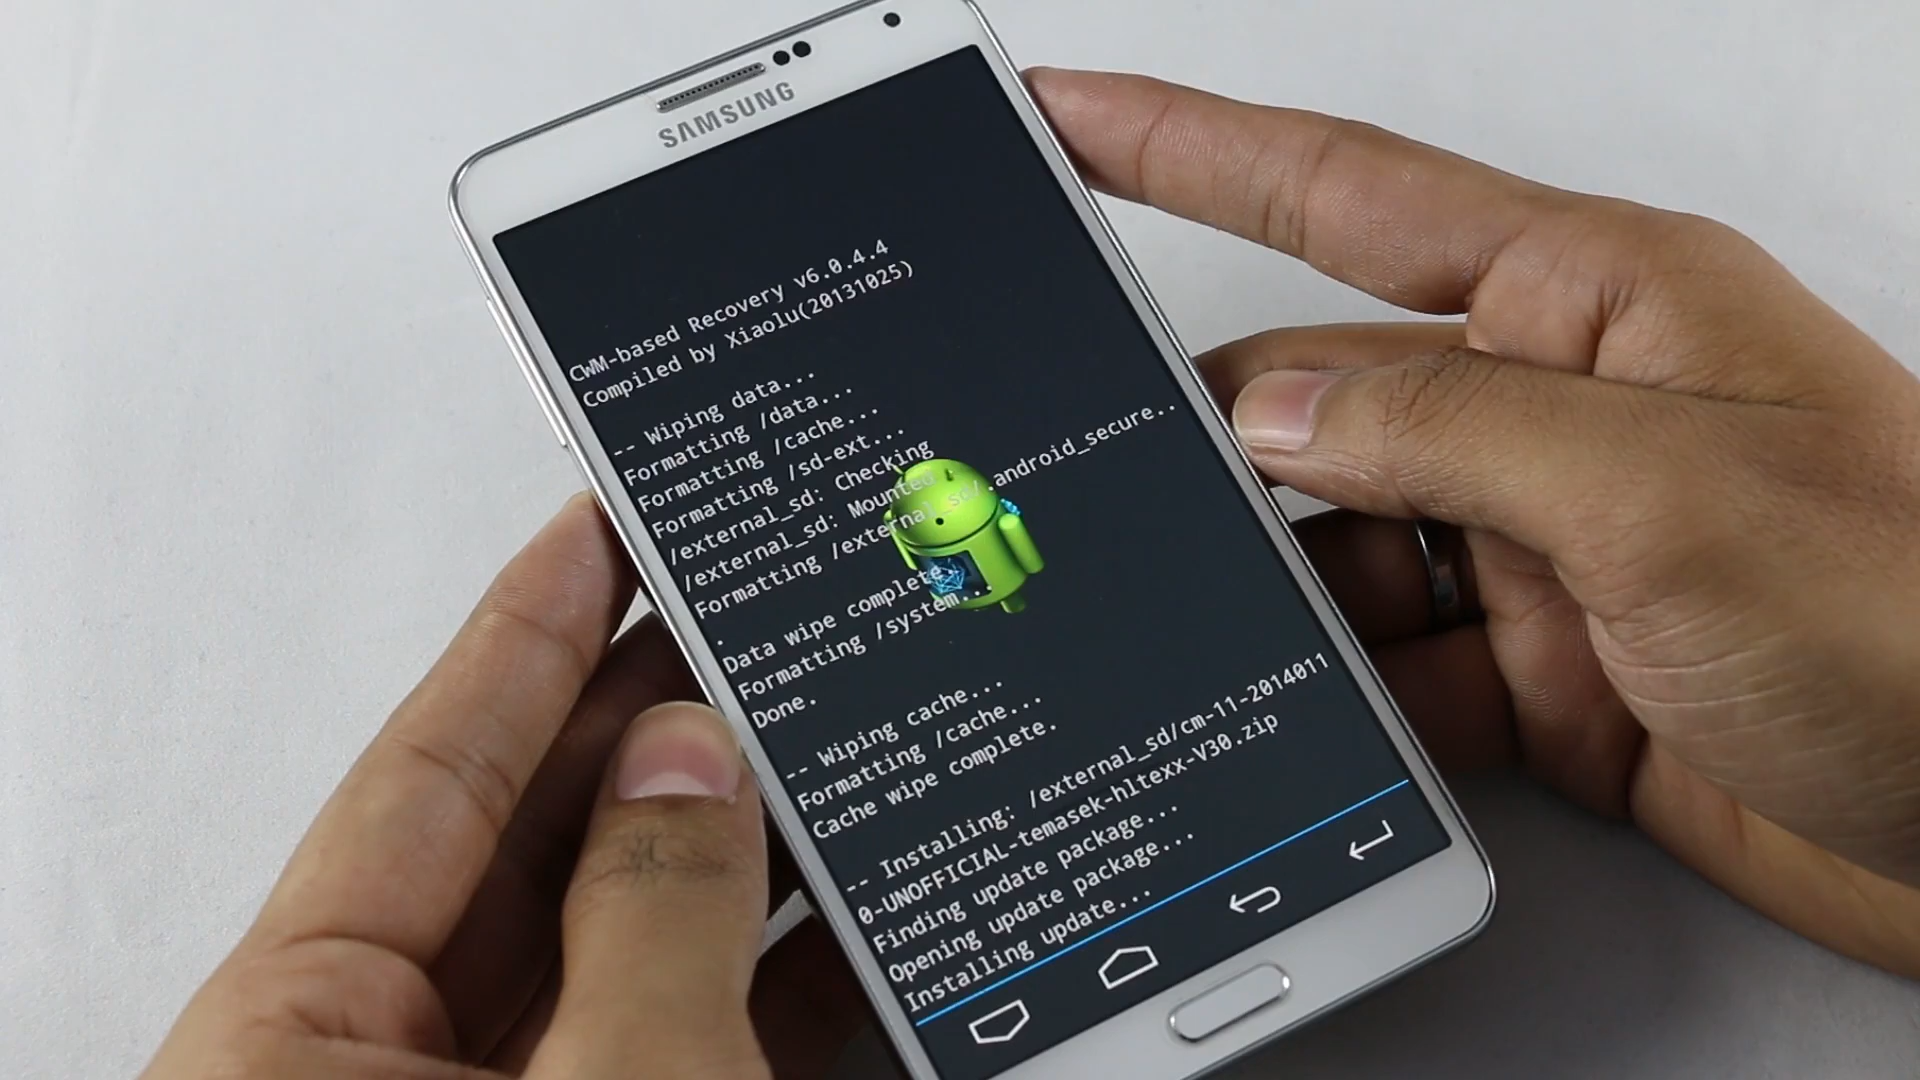 SAMSUNG
CWM-based Recovery v6.0.4.4
Compiled by Xiaolu(20131025)
-- Wiping data...
Formatting /data...
Formatting /cache...
Formatting /sd-ext...
/external_sd: Checking
/external_sd: Mounted
Formatting /external_sd/.android_secure..
.
Data wipe complete.
Formatting /system...
Done.
-- Wiping cache...
Formatting /cache...
Cache wipe complete.
-- Installing: /external_sd/cm-11-2014011
0-UNOFFICIAL-temasek-hltexx-V30.zip
Finding update package...
Opening update package...
Installing update...